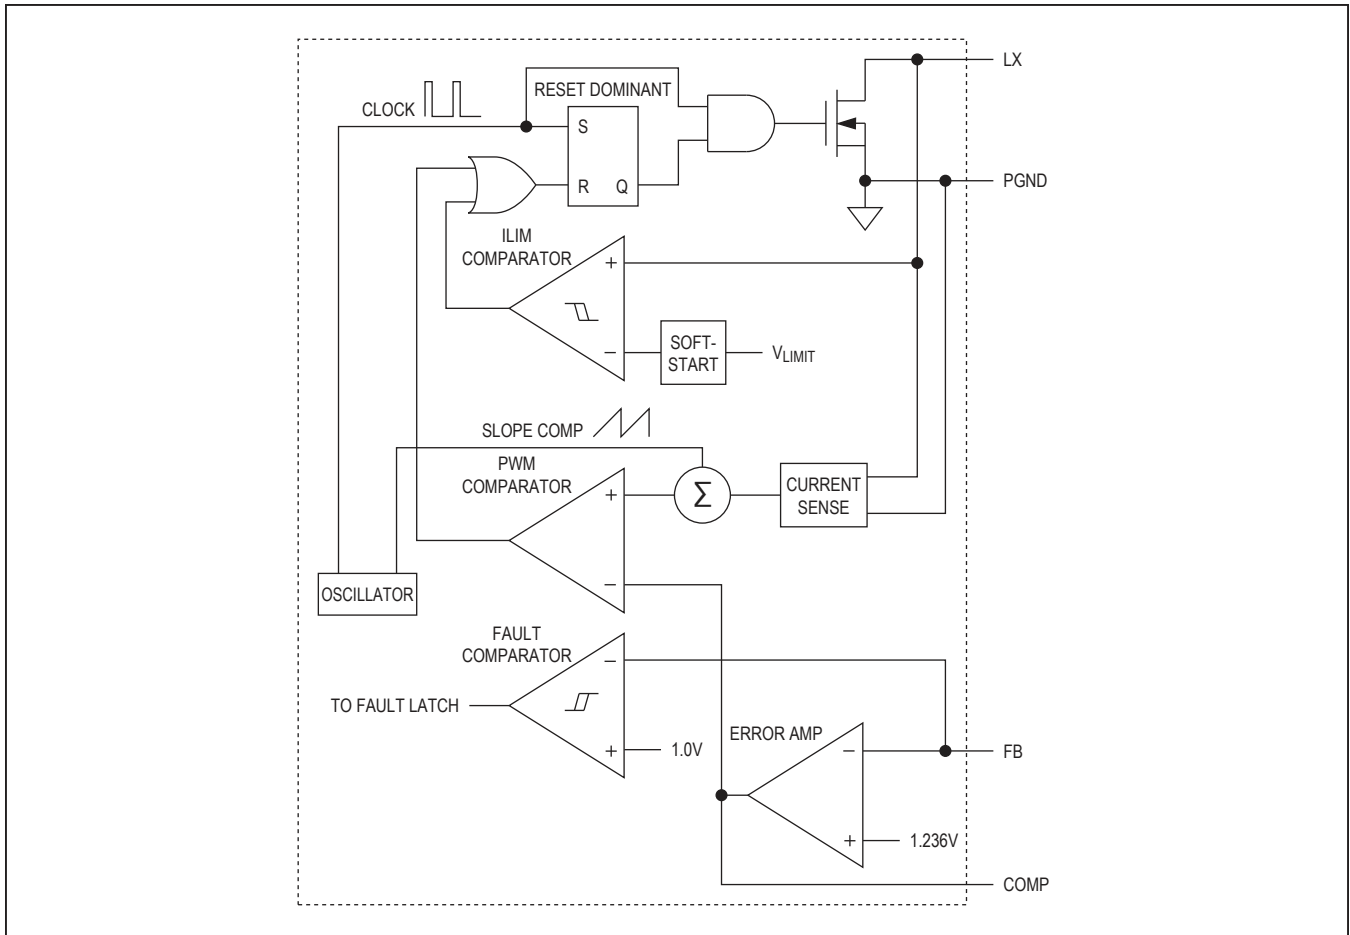 LX
RESET DOMINANT
CLOCK
S
R Q
PGND
ILIM
COMPARATOR
+
−
SOFT-
START
VLIMIT
SLOPE COMP
PWM
COMPARATOR
+
Σ
CURRENT
SENSE
−
OSCILLATOR
FAULT
COMPARATOR
−
TO FAULT LATCH
+
1.0V
ERROR AMP
−
FB
+
1.236V
COMP